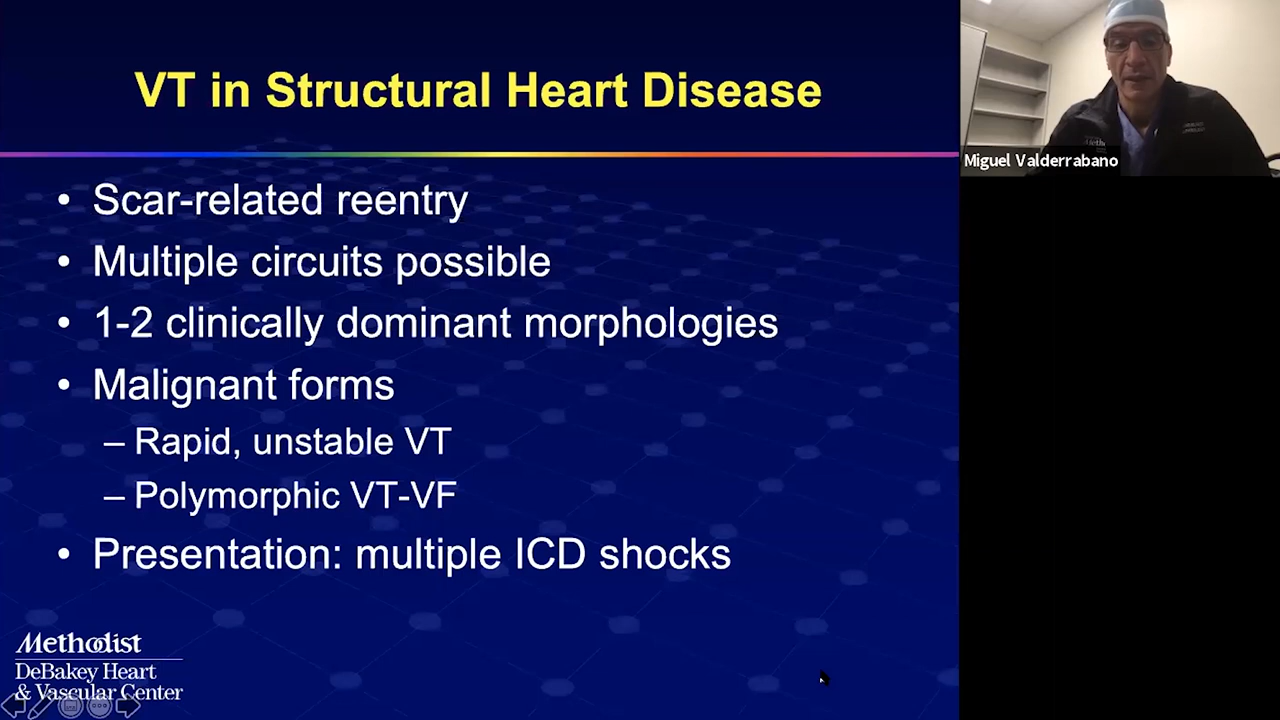 VT in Structural Heart Disease
• Scar-related reentry
• Multiple circuits possible
• 1-2 clinically dominant morphologies
• Malignant forms
– Rapid, unstable VT
– Polymorphic VT-VF
• Presentation: multiple ICD shocks
Methodist
DeBakey Heart
& Vascular Center
Miguel Valderrabano